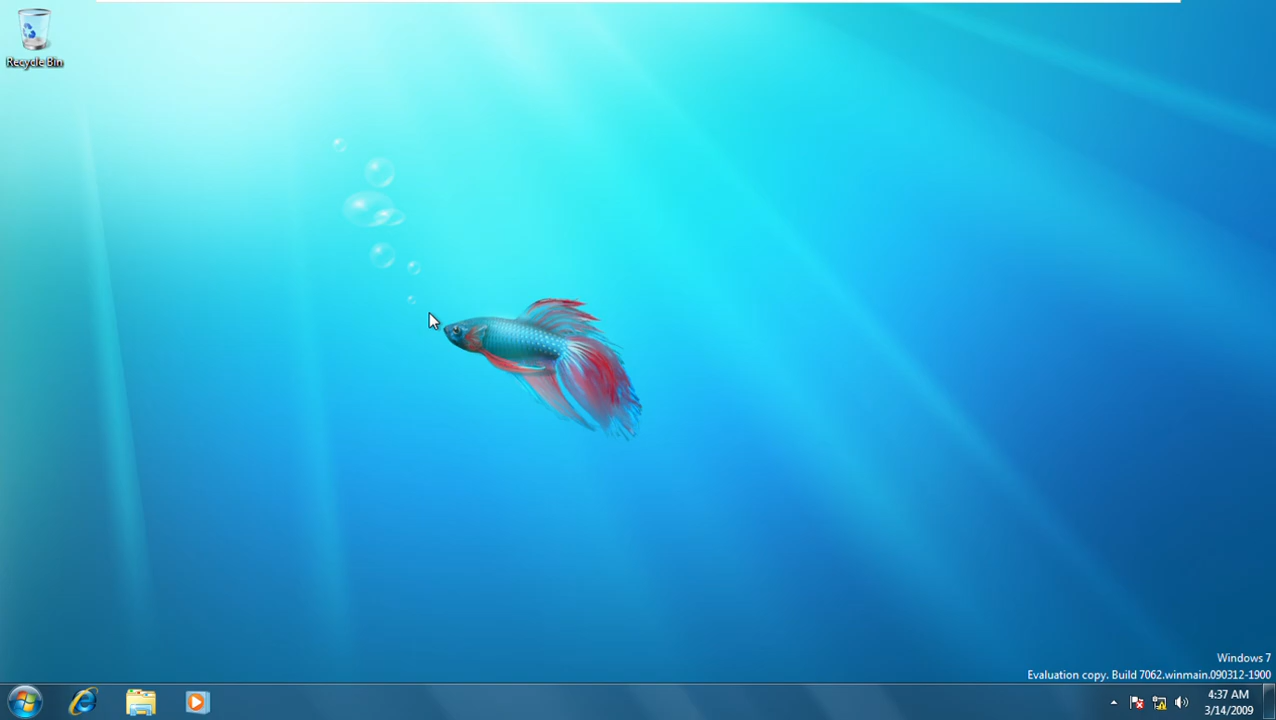 Recycle Bin
Windows 7
Evaluation copy. Build 7062.winmain.090312-1900
4:37 AM
3/14/2009